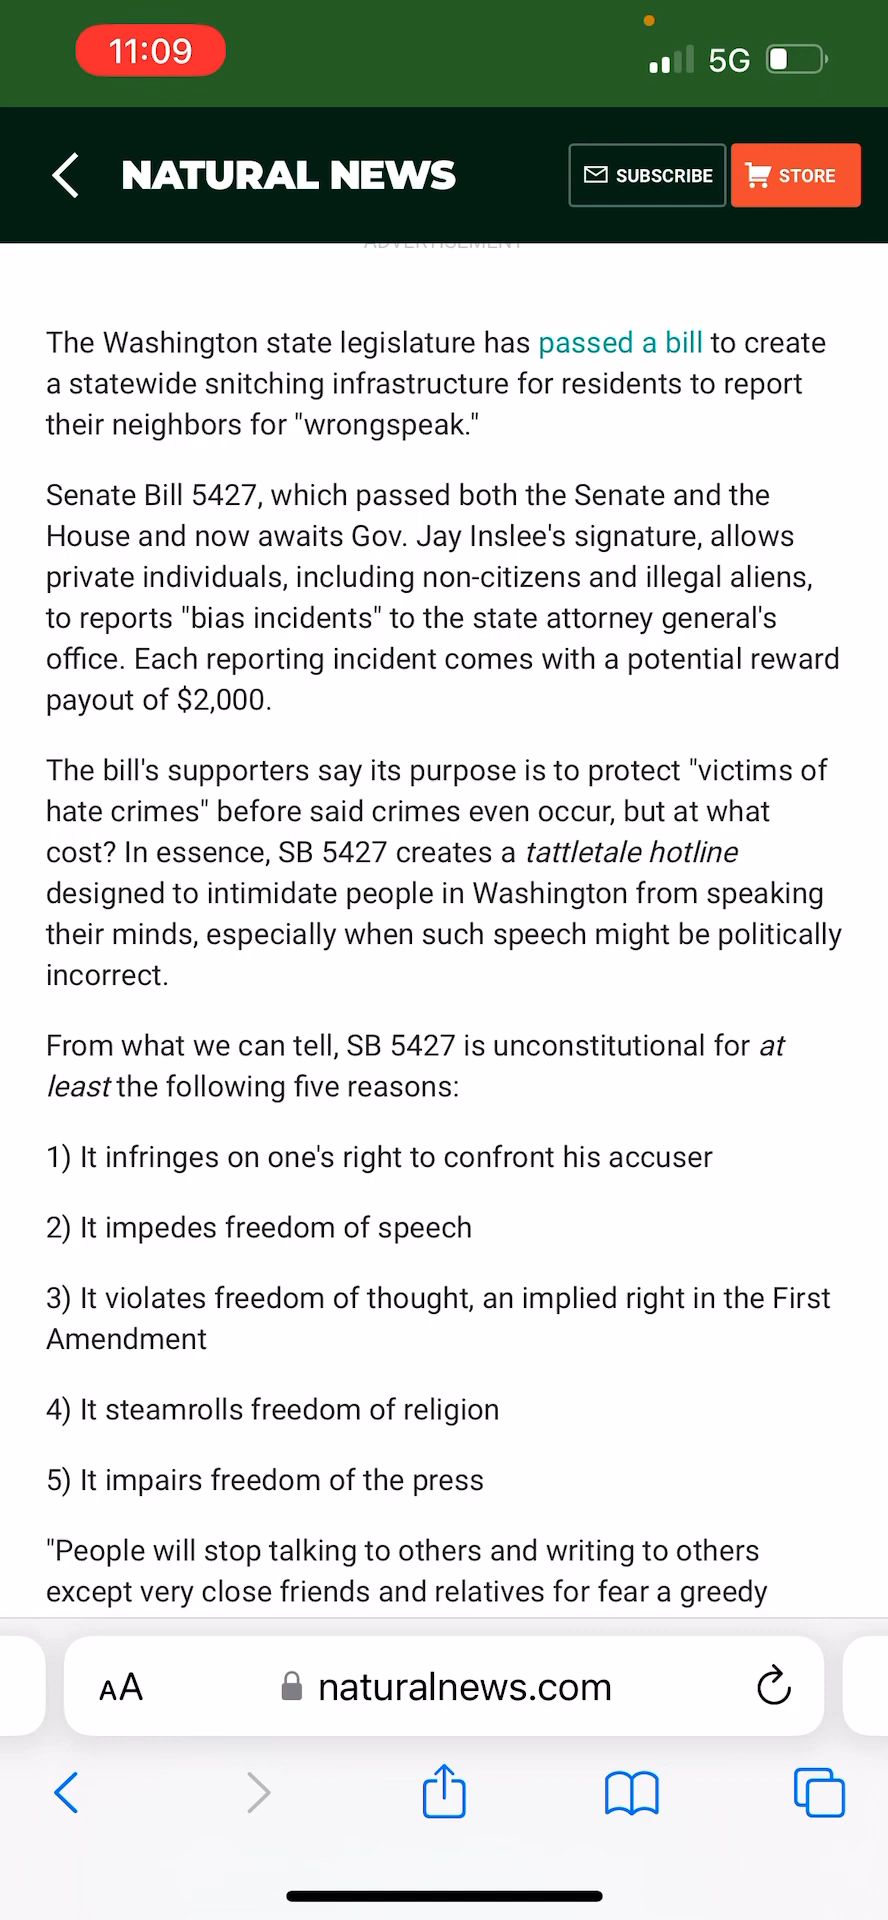 11:09
5G
NATURAL NEWS
SUBSCRIBE
STORE
ADVERTISEMENT
The Washington state legislature has passed a bill to create
a statewide snitching infrastructure for residents to report
their neighbors for "wrongspeak."
Senate Bill 5427, which passed both the Senate and the
House and now awaits Gov. Jay Inslee's signature, allows
private individuals, including non-citizens and illegal aliens,
to reports "bias incidents" to the state attorney general's
office. Each reporting incident comes with a potential reward
payout of $2,000.
The bill's supporters say its purpose is to protect "victims of
hate crimes" before said crimes even occur, but at what
cost? In essence, SB 5427 creates a tattletale hotline
designed to intimidate people in Washington from speaking
their minds, especially when such speech might be politically
incorrect.
From what we can tell, SB 5427 is unconstitutional for at
least the following five reasons:
1) It infringes on one's right to confront his accuser
2) It impedes freedom of speech
3) It violates freedom of thought, an implied right in the First
Amendment
4) It steamrolls freedom of religion
5) It impairs freedom of the press
"People will stop talking to others and writing to others
except very close friends and relatives for fear a greedy
AA
naturalnews.com